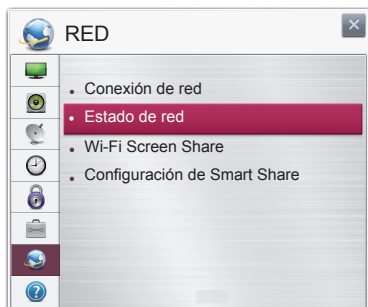 RED
Conexión de red
Estado de red
Wi-Fi Screen Share
Configuración de Smart Share